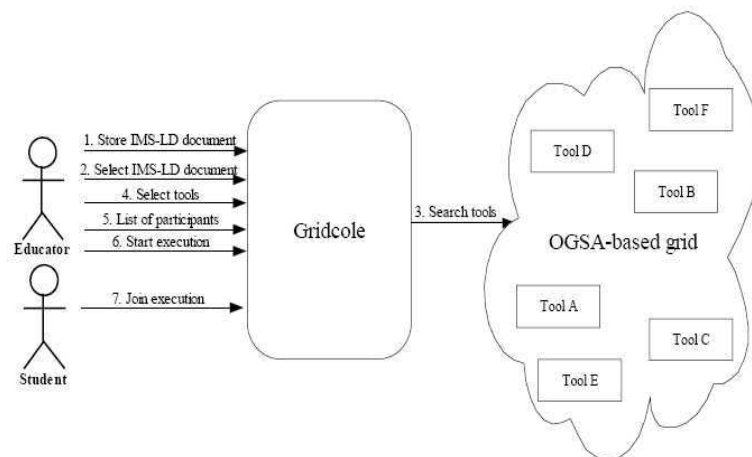 1. Store IMS-LD document
2. Select IMS-LD document
4. Select tools
5. List of participants
6. Start execution
Educator
7. Join execution
Student
Gridcole
3. Search tools
Tool F
Tool D
Tool B
OGSA-based grid
Tool A
Tool C
Tool E